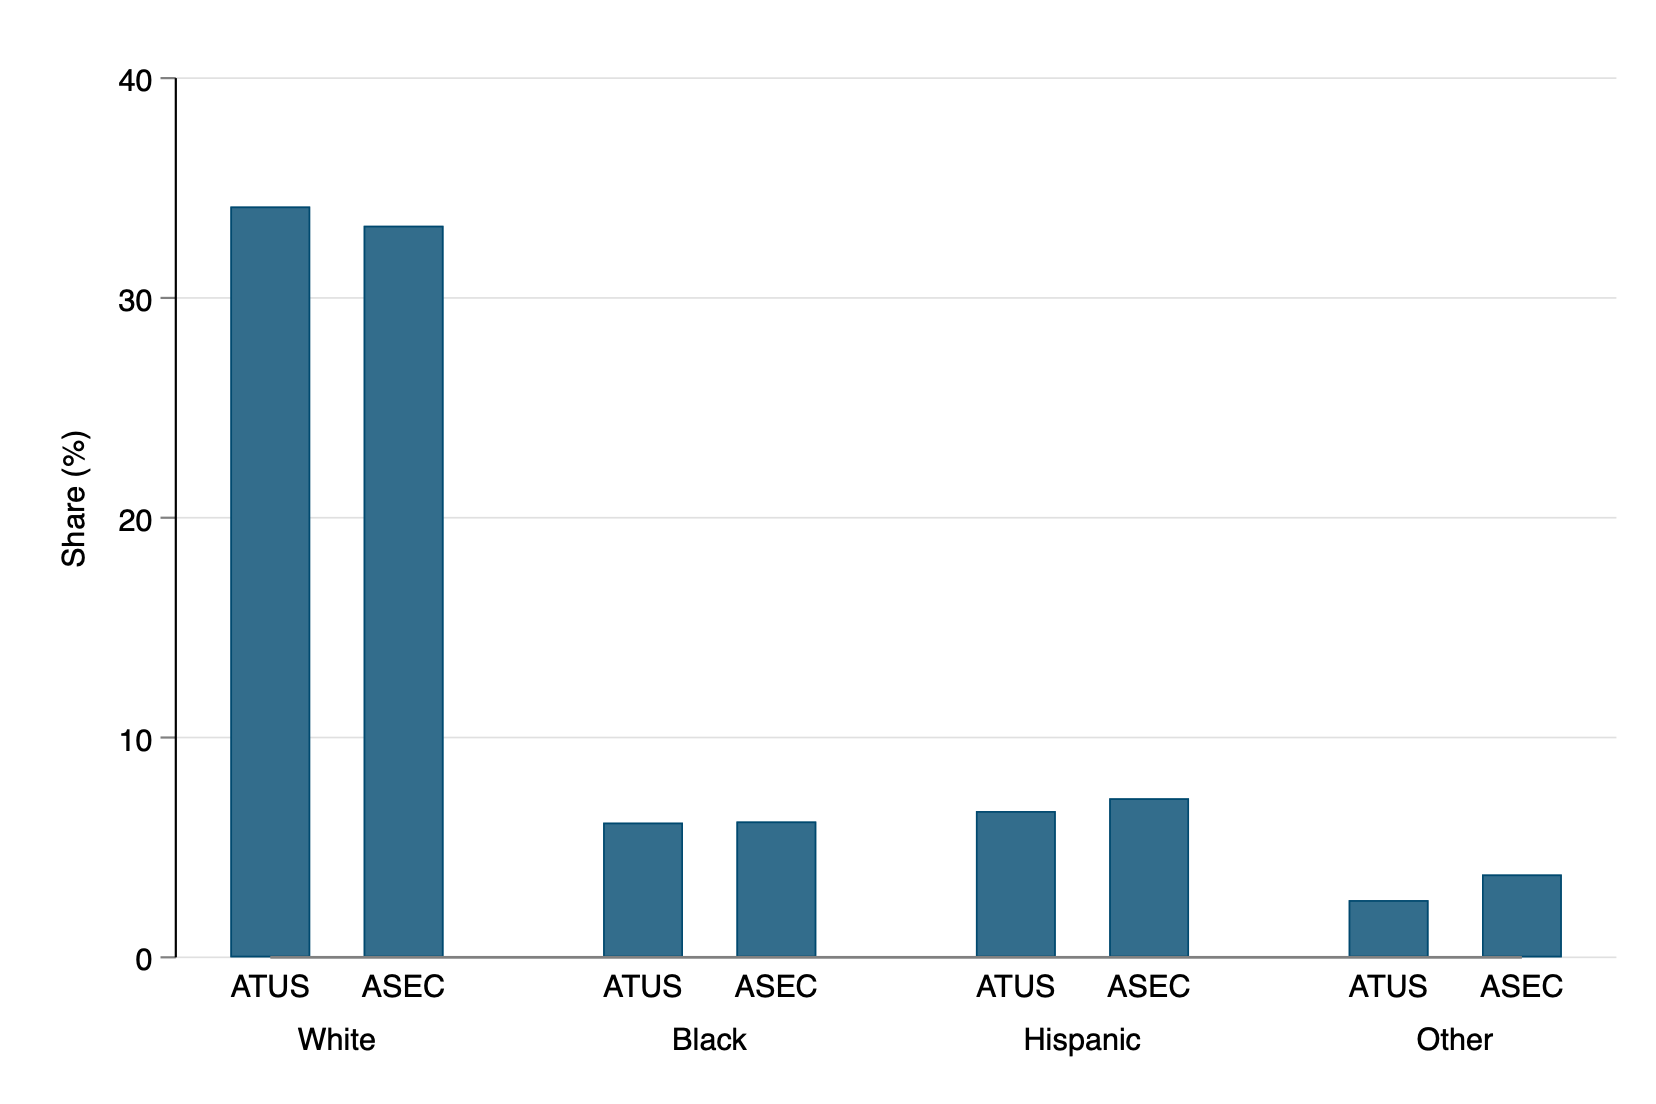 Share (%)
40
30
20
10
0
ATUS ASEC ATUS ASEC ATUS ASEC ATUS ASEC
White Black Hispanic Other